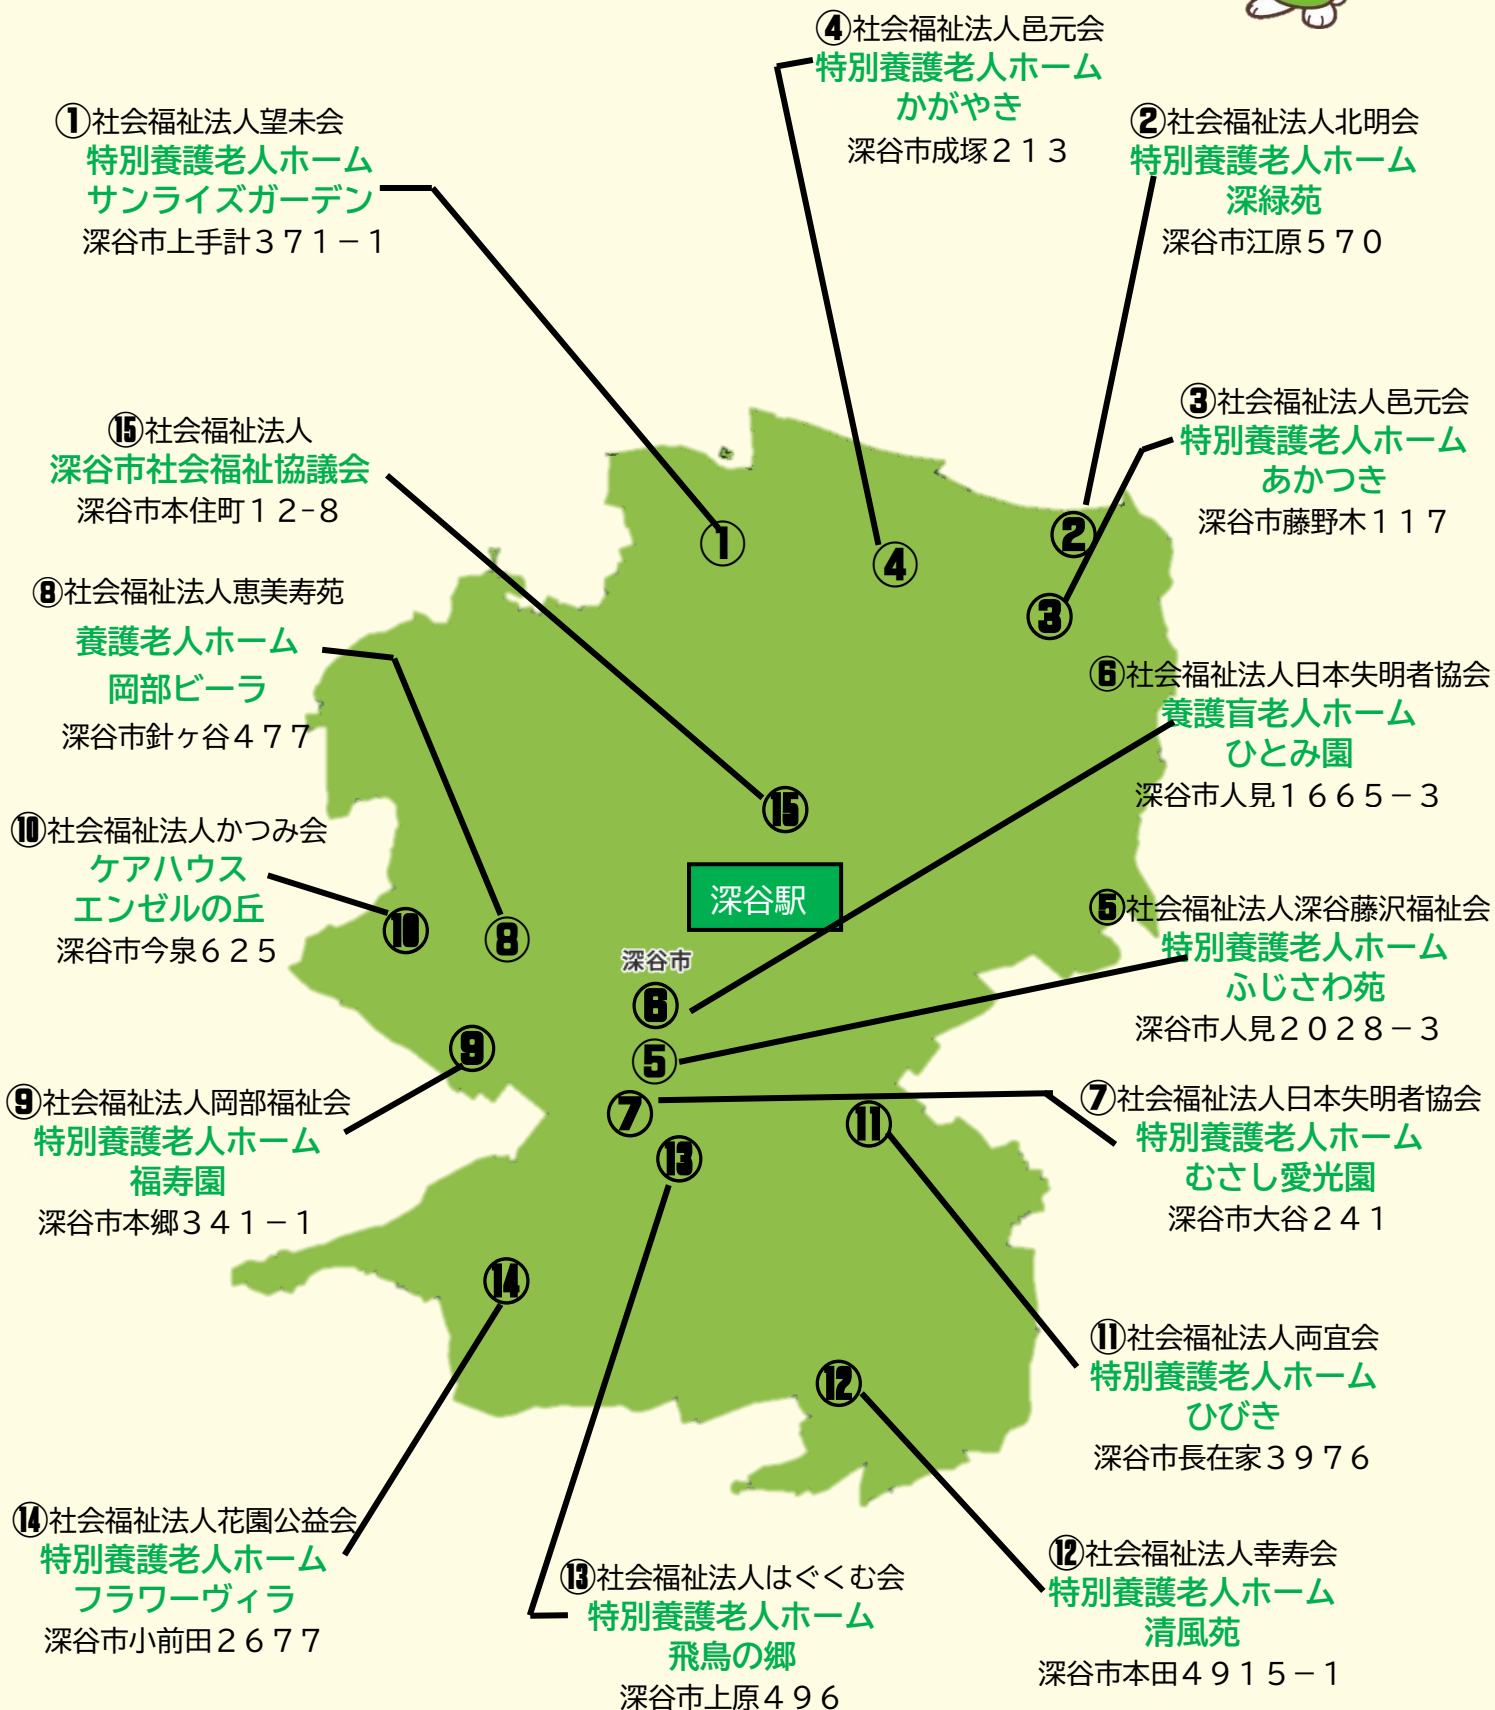 ④社会福祉法人邑元会
特別養護老人ホーム
かがやき
深谷市成塚２１３
①社会福祉法人望未会
特別養護老人ホーム
サンライズガーデン
深谷市上手計３７１－１
②社会福祉法人北明会
特別養護老人ホーム
深緑苑
深谷市江原５７０
③社会福祉法人邑元会
特別養護老人ホーム
あかつき
深谷市藤野木１１７
⑮社会福祉法人
深谷市社会福祉協議会
深谷市本住町１２-８
①
④
②
③
⑧社会福祉法人恵美寿苑
養護老人ホーム
岡部ビーラ
深谷市針ヶ谷４７７
⑥社会福祉法人日本失明者協会
養護盲老人ホーム
ひとみ園
深谷市人見１６６５－３
⑮
⑩社会福祉法人かつみ会
ケアハウス
エンゼルの丘
深谷市今泉６２５
深谷駅
⑩
⑧
深谷市
⑤社会福祉法人深谷藤沢福祉会
特別養護老人ホーム
ふじさわ苑
深谷市人見２０２８－３
⑥
⑨
⑤
⑦
⑪
⑬
⑨社会福祉法人岡部福祉会
特別養護老人ホーム
福寿園
深谷市本郷３４１－１
⑦社会福祉法人日本失明者協会
特別養護老人ホーム
むさし愛光園
深谷市大谷２４１
⑭
⑫
⑪社会福祉法人両宜会
特別養護老人ホーム
ひびき
深谷市長在家３９７６
⑭社会福祉法人花園公益会
特別養護老人ホーム
フラワーヴィラ
深谷市小前田２６７７
⑬社会福祉法人はぐくむ会
特別養護老人ホーム
飛鳥の郷
深谷市上原４９６
⑫社会福祉法人幸寿会
特別養護老人ホーム
清風苑
深谷市本田４９１５－１